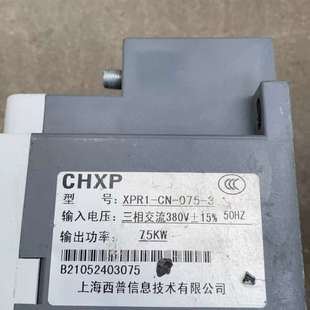 CHXP
型 号: XPR1-CN-075-3
输入电压: 三相交流380V±15% 50HZ
输出功率: 75KW
B21052403075
上海西普信息技术有限公司